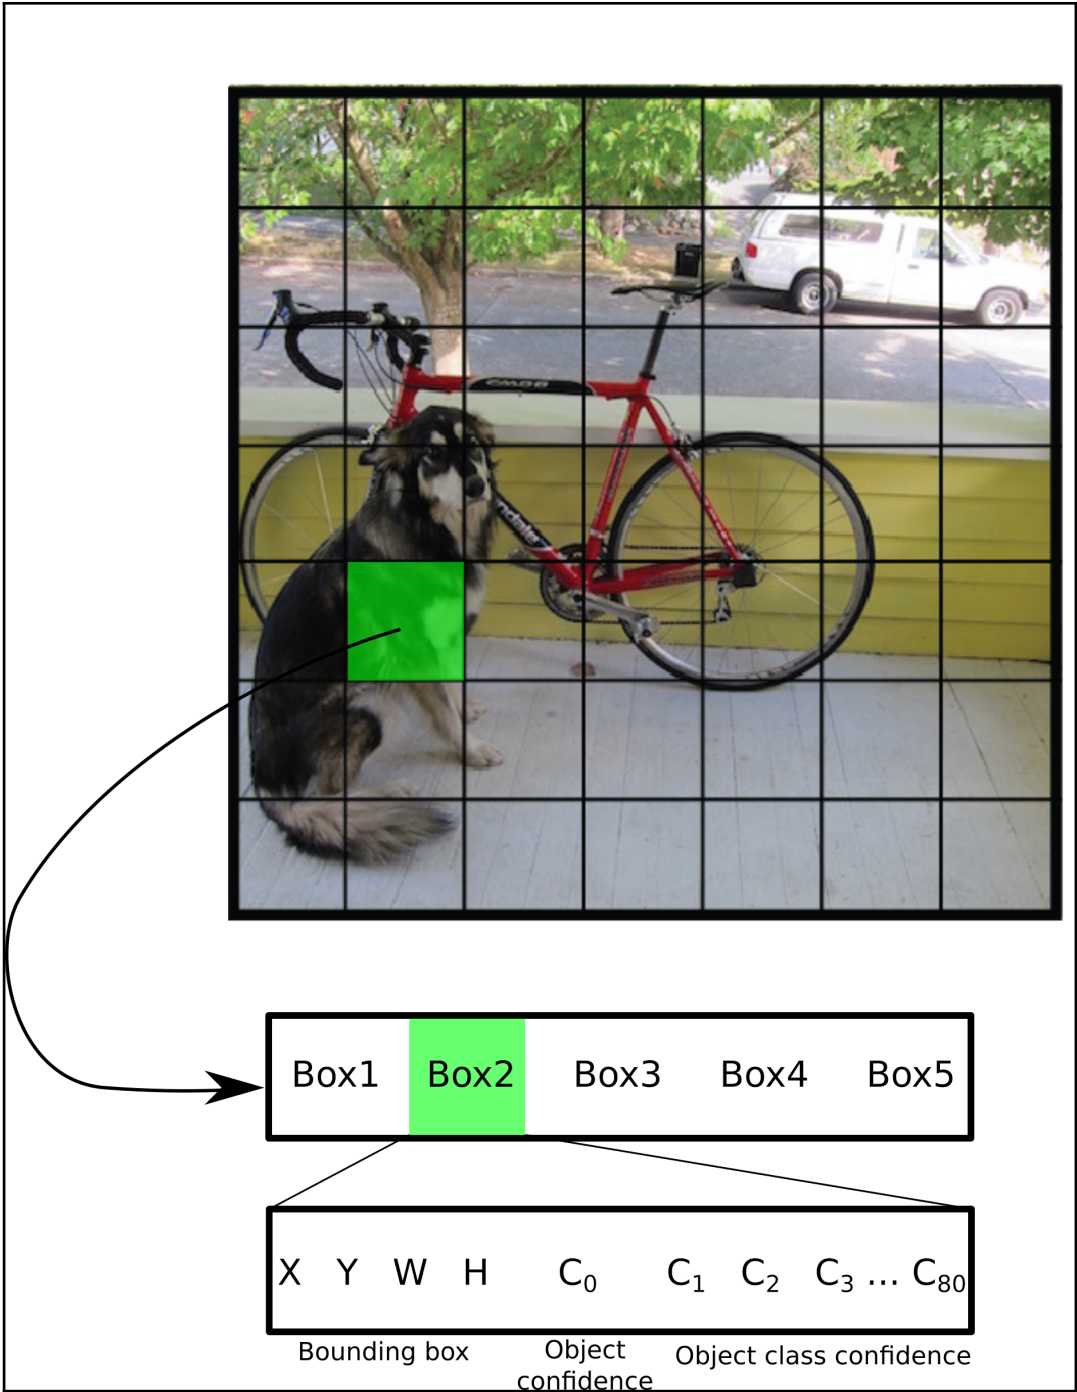 Box1 Box2 Box3 Box4 Box5
X Y W H C₀ C₁ C₂ C₃ ... C₈₀
Bounding box
Object
confidence
Object class confidence